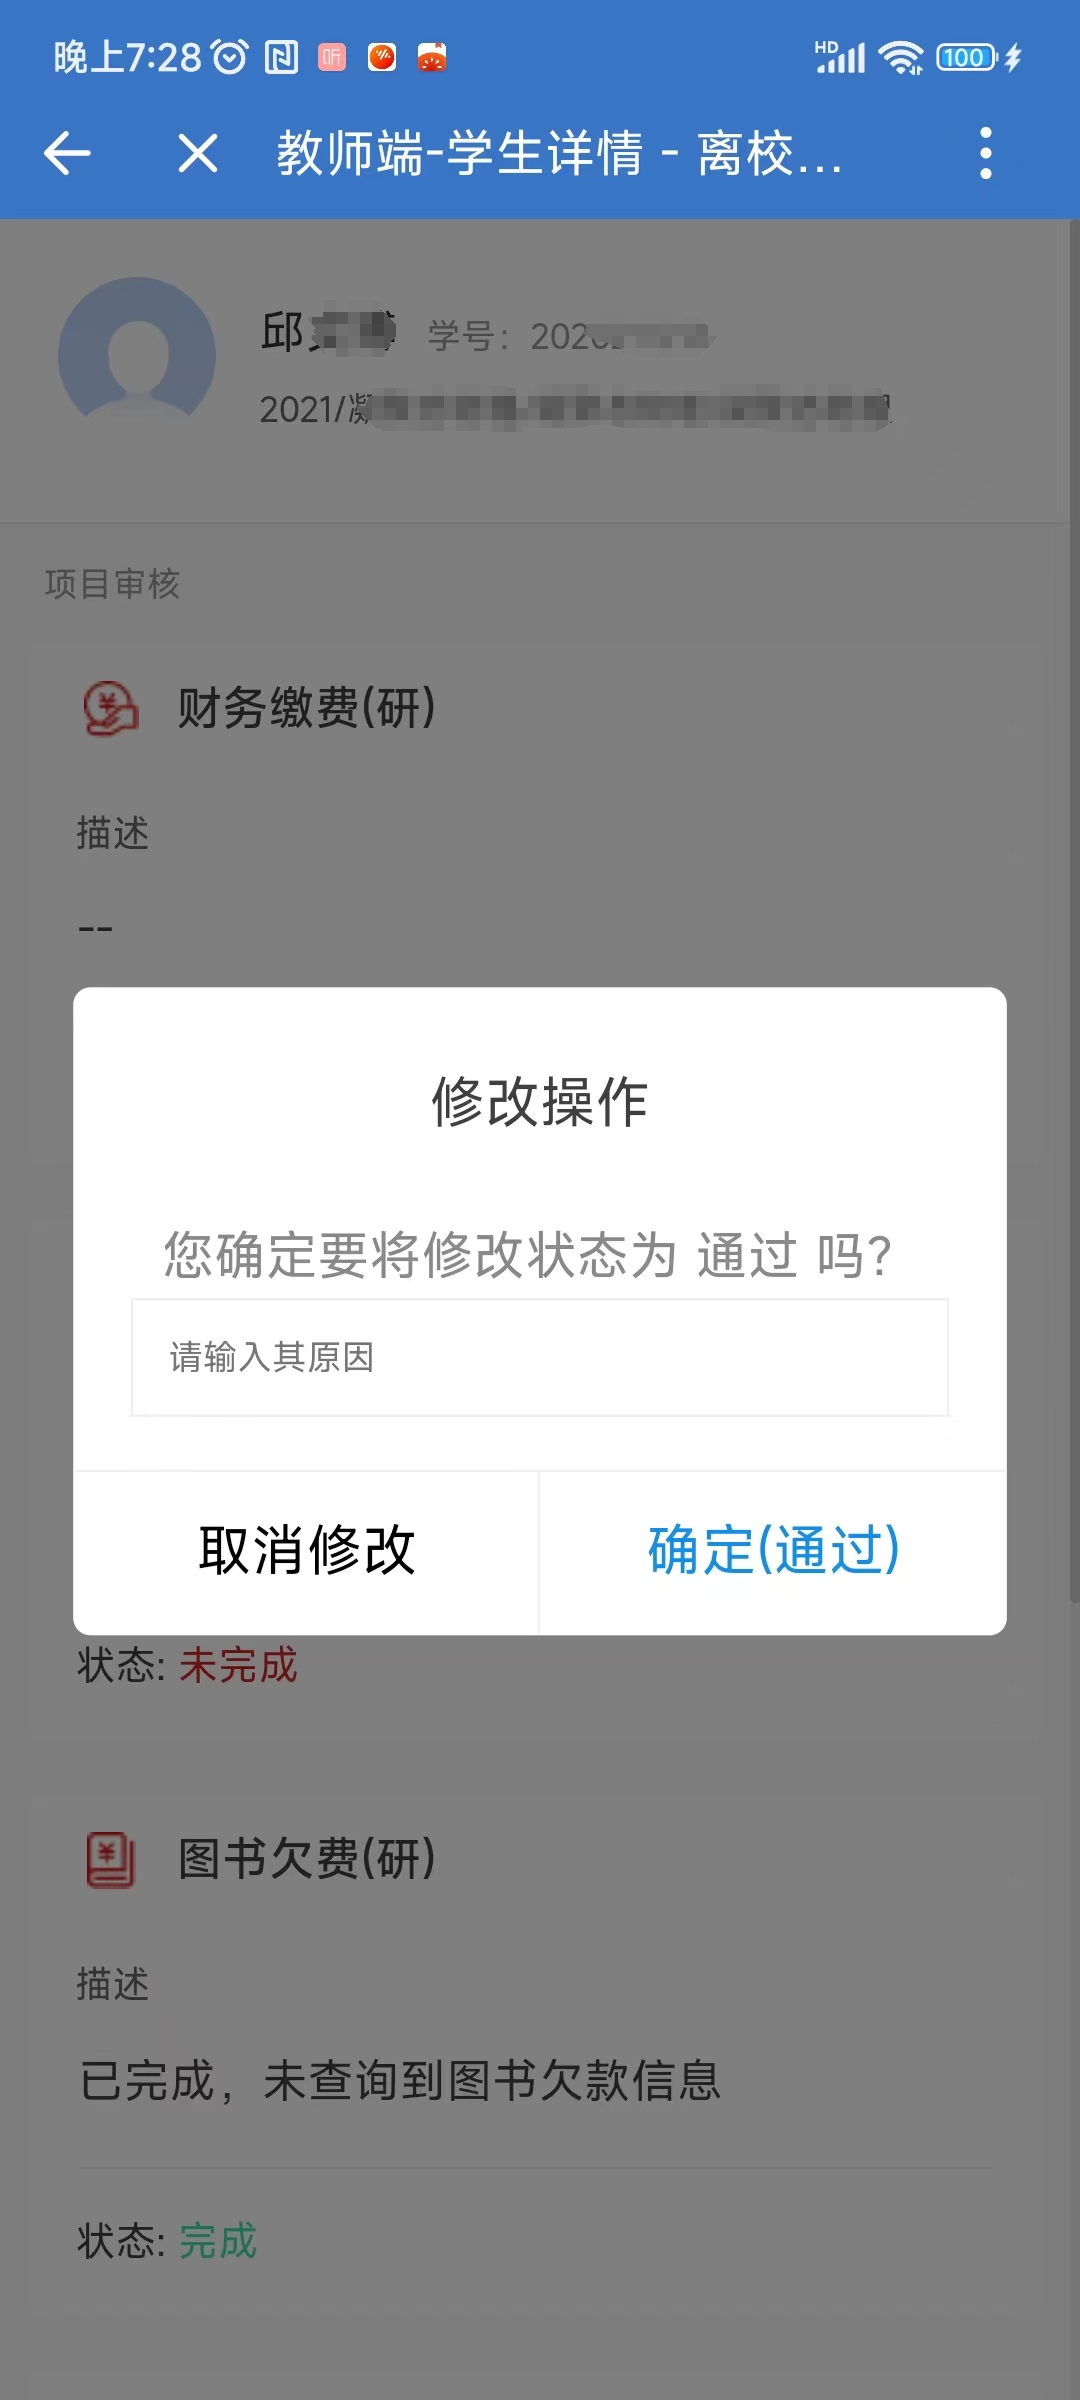 晚上7:28
HD 100
教师端-学生详情 - 离校...
邱 学号: 202
2021/凝
项目审核
财务缴费(研)
描述
--
修改操作
您确定要将修改状态为 通过 吗?
请输入其原因
取消修改 确定(通过)
状态: 未完成
图书欠费(研)
描述
已完成, 未查询到图书欠款信息
状态: 完成